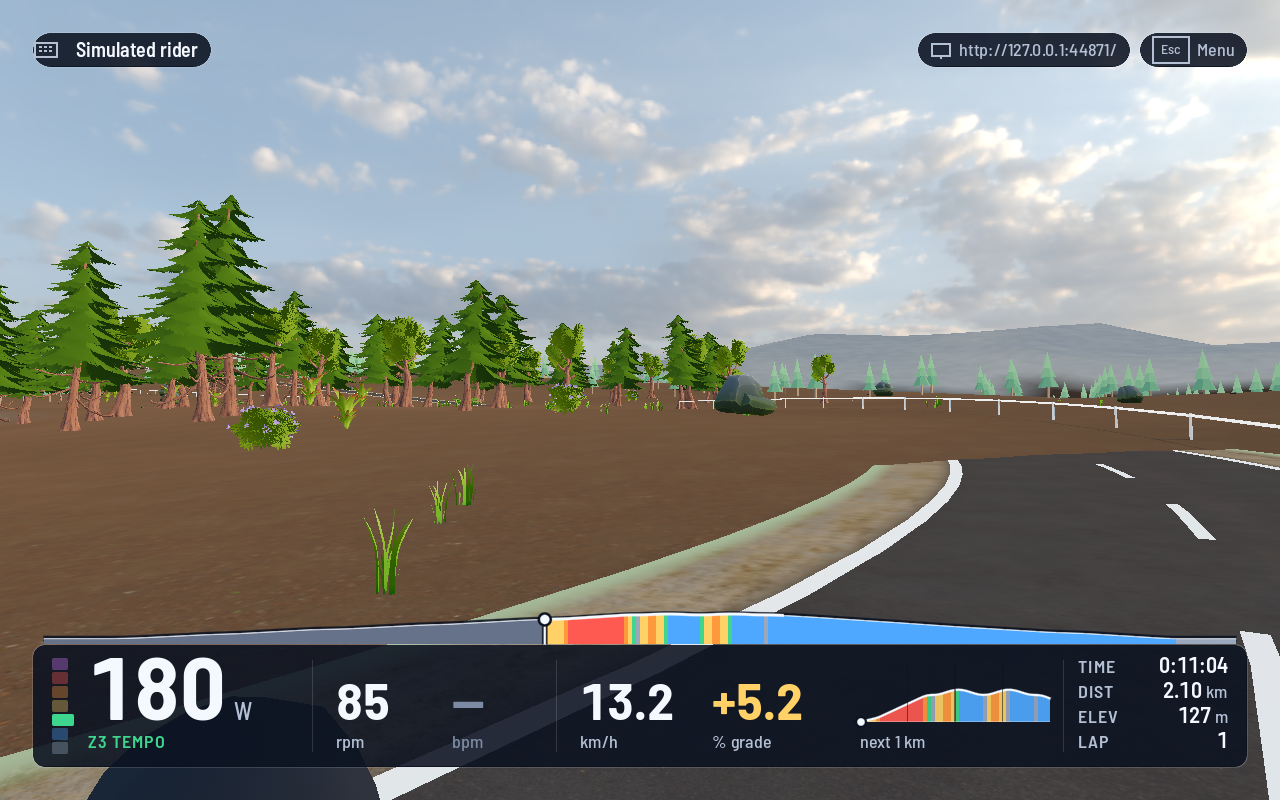 Simulated rider
http://127.0.0.1:44871/
Esc Menu
180 W
Z3 TEMPO
85
rpm
—
bpm
13.2
km/h
+5.2
% grade
next 1 km
TIME 0:11:04
DIST 2.10 km
ELEV 127 m
LAP 1